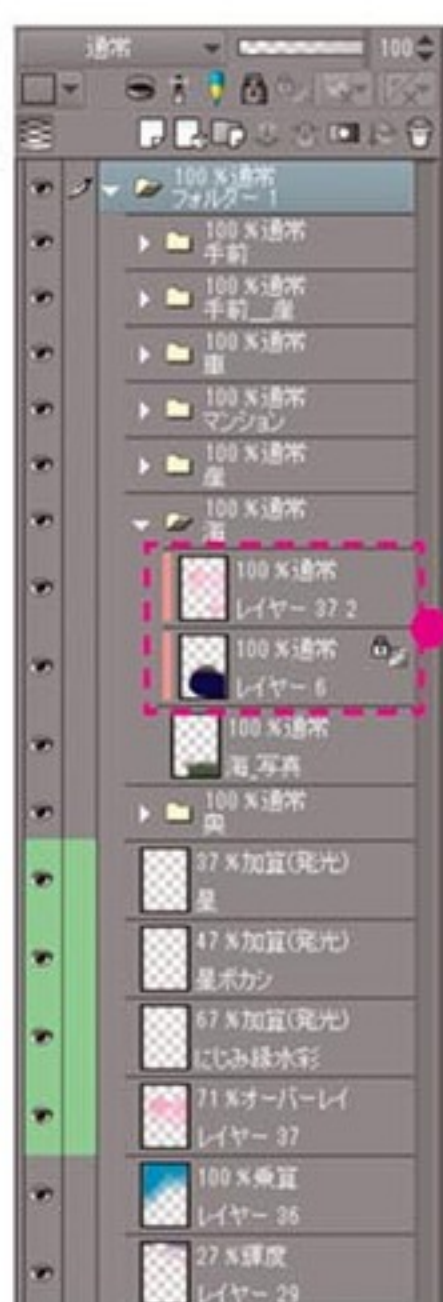 通常 100
100 %通常
フォルダー 1
100 %通常
手前
100 %通常
手前__崖
100 %通常
100 %通常
マンション
100 %通常
崖
100 %通常
海
100 %通常
レイヤー 37 2
100 %通常
レイヤー 6
100 %通常
海_写真
100 %通常
奥
37 %加算(発光)
星
47 %加算(発光)
星ボカシ
67 %加算(発光)
にじみ縁水彩
71 %オーバーレイ
レイヤー 37
100 %乗算
レイヤー 36
27 %輝度
レイヤー 29